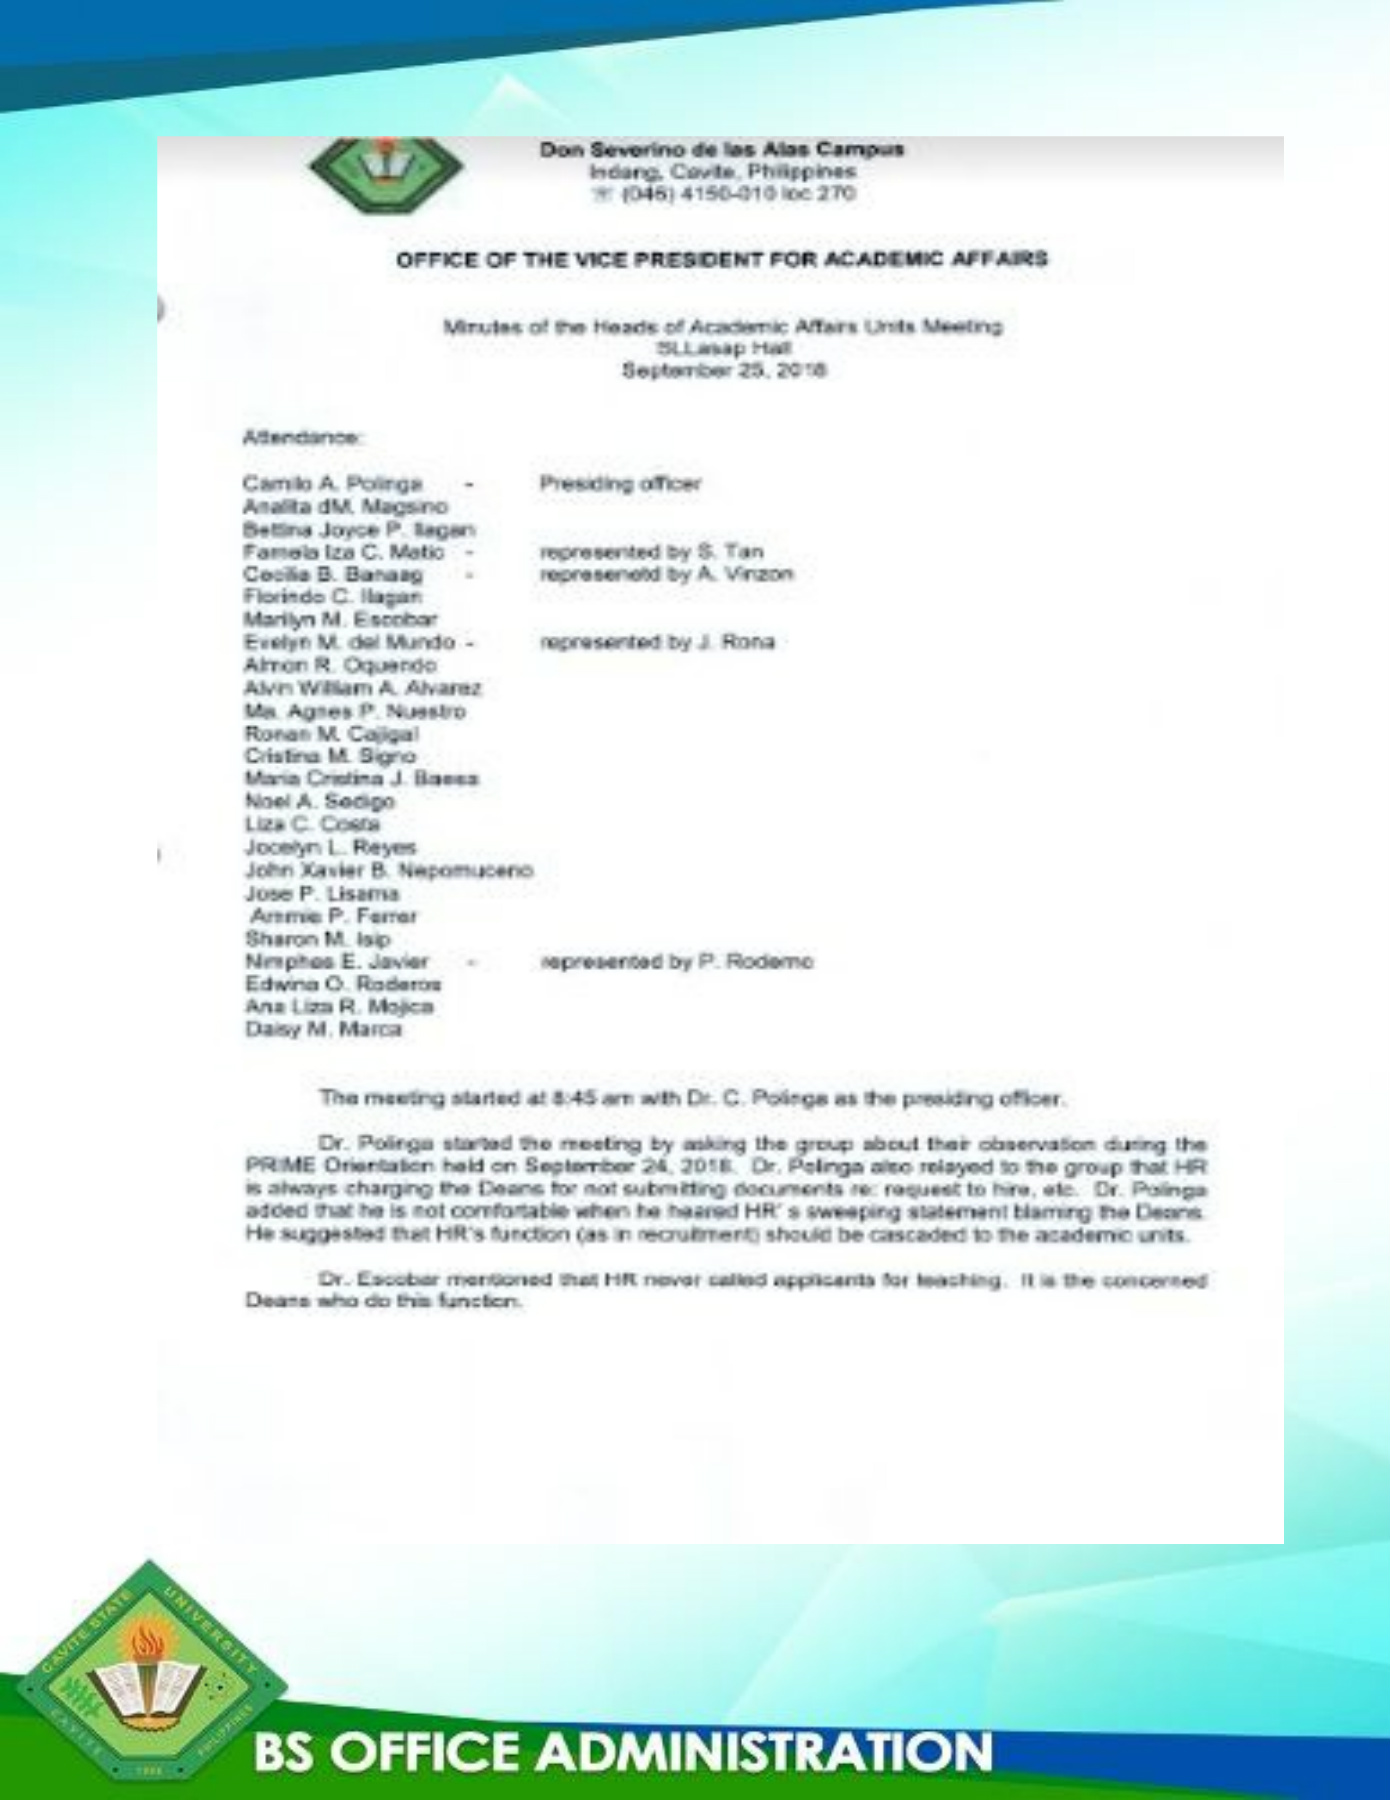 Don Severino de las Alas Campus
Indang, Cavite, Philippines
☏ (046) 4150-010 loc 270
OFFICE OF THE VICE PRESIDENT FOR ACADEMIC AFFAIRS
Minutes of the Heads of Academic Affairs Units Meeting
SLLasap Hall
September 25, 2018
Attendance:
Camilo A. Polinga - Presiding officer
Analita dM. Magsino
Bettina Joyce P. Ilagan
Famela Iza C. Matic - represented by S. Tan
Cecilia B. Banaag - represenetd by A. Vinzon
Florindo C. Ilagan
Marilyn M. Escobar
Evelyn M. del Mundo - represented by J. Rona
Almon R. Oquendo
Alvin William A. Alvarez
Ma. Agnes P. Nuestro
Ronan M. Cajigal
Cristina M. Signo
Maria Cristina J. Baesa
Noel A. Sedigo
Liza C. Costa
Jocelyn L. Reyes
John Xavier B. Nepomuceno
Jose P. Lisama
Ammie P. Ferrer
Sharon M. Isip
Nimphas E. Javier - represented by P. Rodemo
Edwina O. Roderos
Ana Liza R. Mojica
Daisy M. Marca
The meeting started at 8:45 am with Dr. C. Polinga as the presiding officer.
Dr. Polinga started the meeting by asking the group about their observation during the
PRIME Orientation held on September 24, 2018. Dr. Polinga also relayed to the group that HR
is always charging the Deans for not submitting documents re: request to hire, etc. Dr. Polinga
added that he is not comfortable when he heared HR' s sweeping statement blaming the Deans.
He suggested that HR's function (as in recruitment) should be cascaded to the academic units.
Dr. Escobar mentioned that HR never called applicants for teaching. It is the concerned
Deans who do this function.
CAVITE STATE UNIVERSITY
CAVITE PHILIPPINES
1906
BS OFFICE ADMINISTRATION